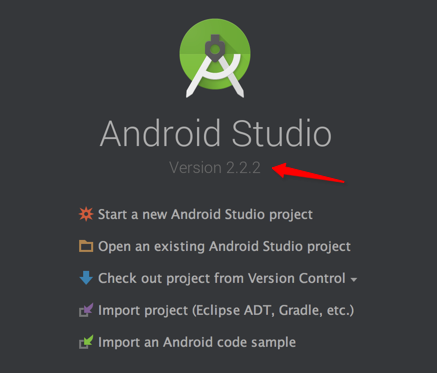 Android Studio
Version 2.2.2
Start a new Android Studio project
Open an existing Android Studio project
Check out project from Version Control
Import project (Eclipse ADT, Gradle, etc.)
Import an Android code sample